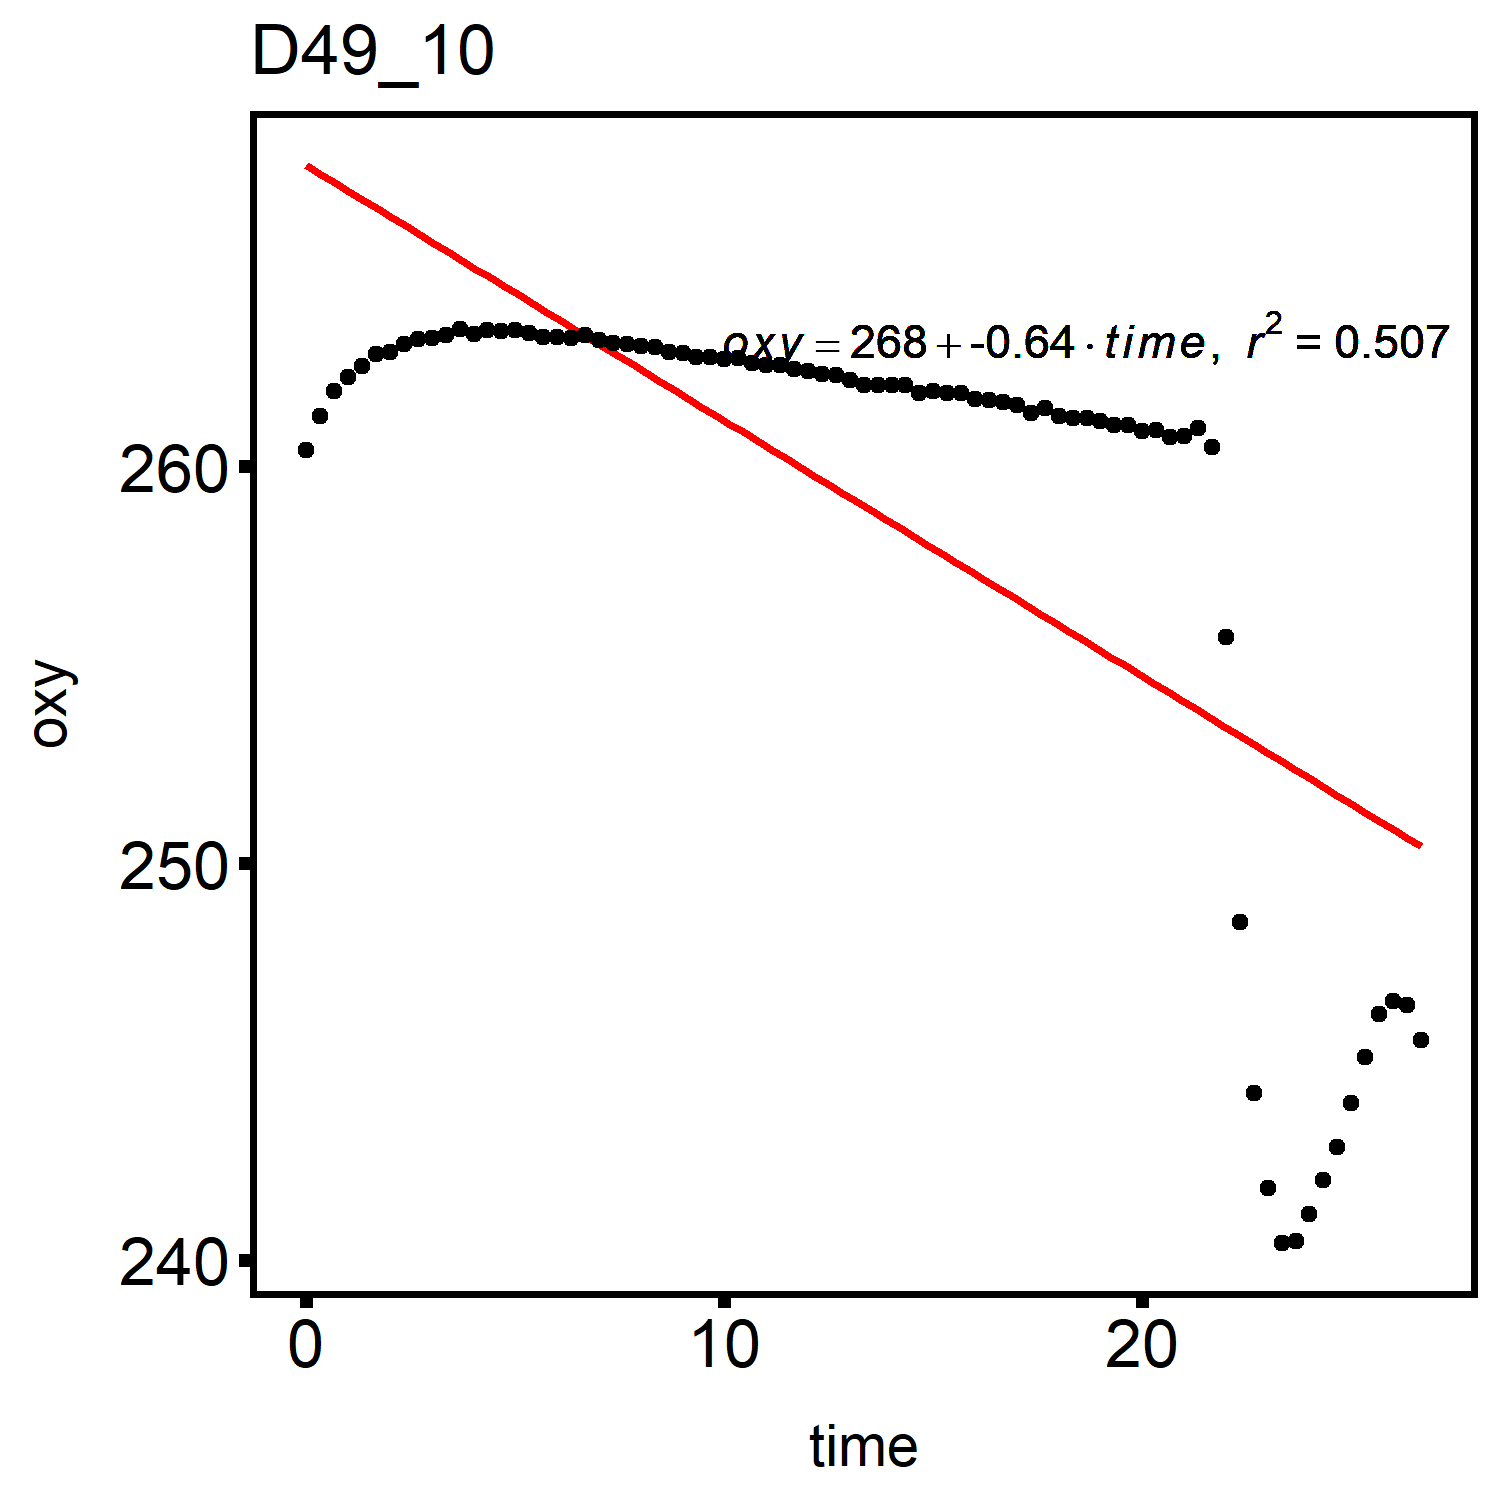 D49_10
oxy = 268 + -0.64 · time, r² = 0.507
260
250
240
oxy
0 10 20
time